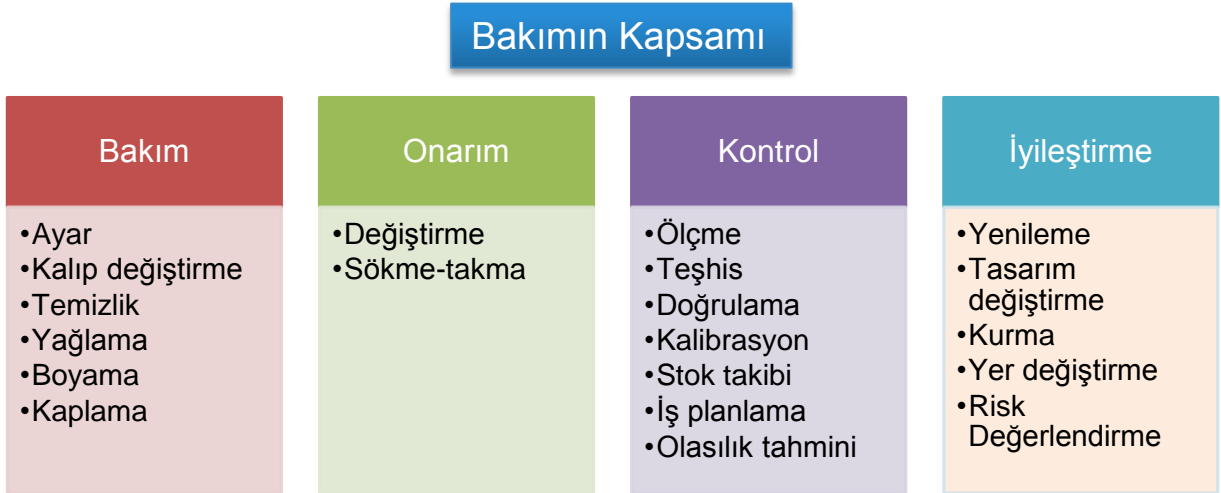 Bakımın Kapsamı
Bakım
•Ayar
•Kalıp değiştirme
•Temizlik
•Yağlama
•Boyama
•Kaplama
Onarım
•Değiştirme
•Sökme-takma
Kontrol
•Ölçme
•Teşhis
•Doğrulama
•Kalibrasyon
•Stok takibi
•İş planlama
•Olasılık tahmini
İyileştirme
•Yenileme
•Tasarım
değiştirme
•Kurma
•Yer değiştirme
•Risk
Değerlendirme